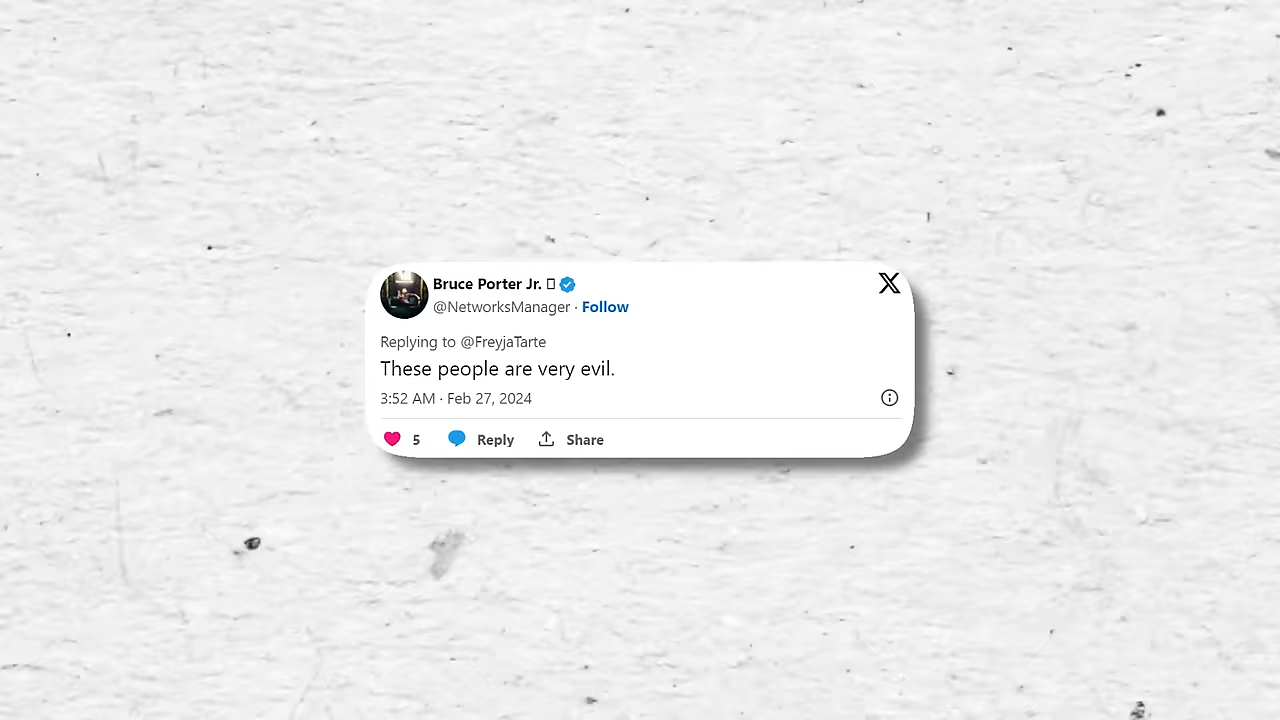 Bruce Porter Jr.
@NetworksManager · Follow
Replying to @FreyjaTarte
These people are very evil.
3:52 AM · Feb 27, 2024
5 Reply Share